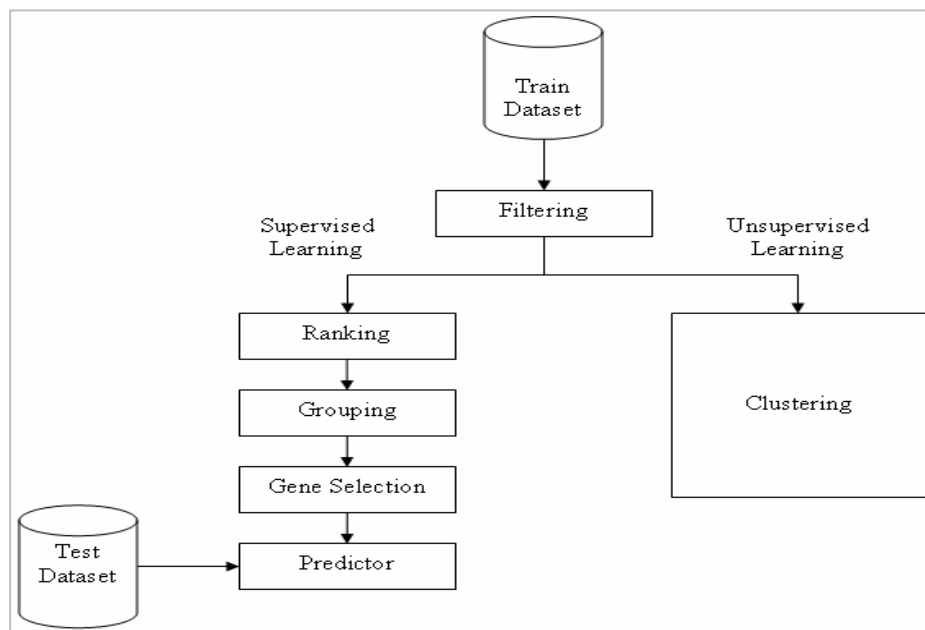 Train
Dataset
Filtering
Supervised
Learning
Unsupervised
Learning
Ranking
Grouping
Clustering
Gene Selection
Test
Dataset
Predictor